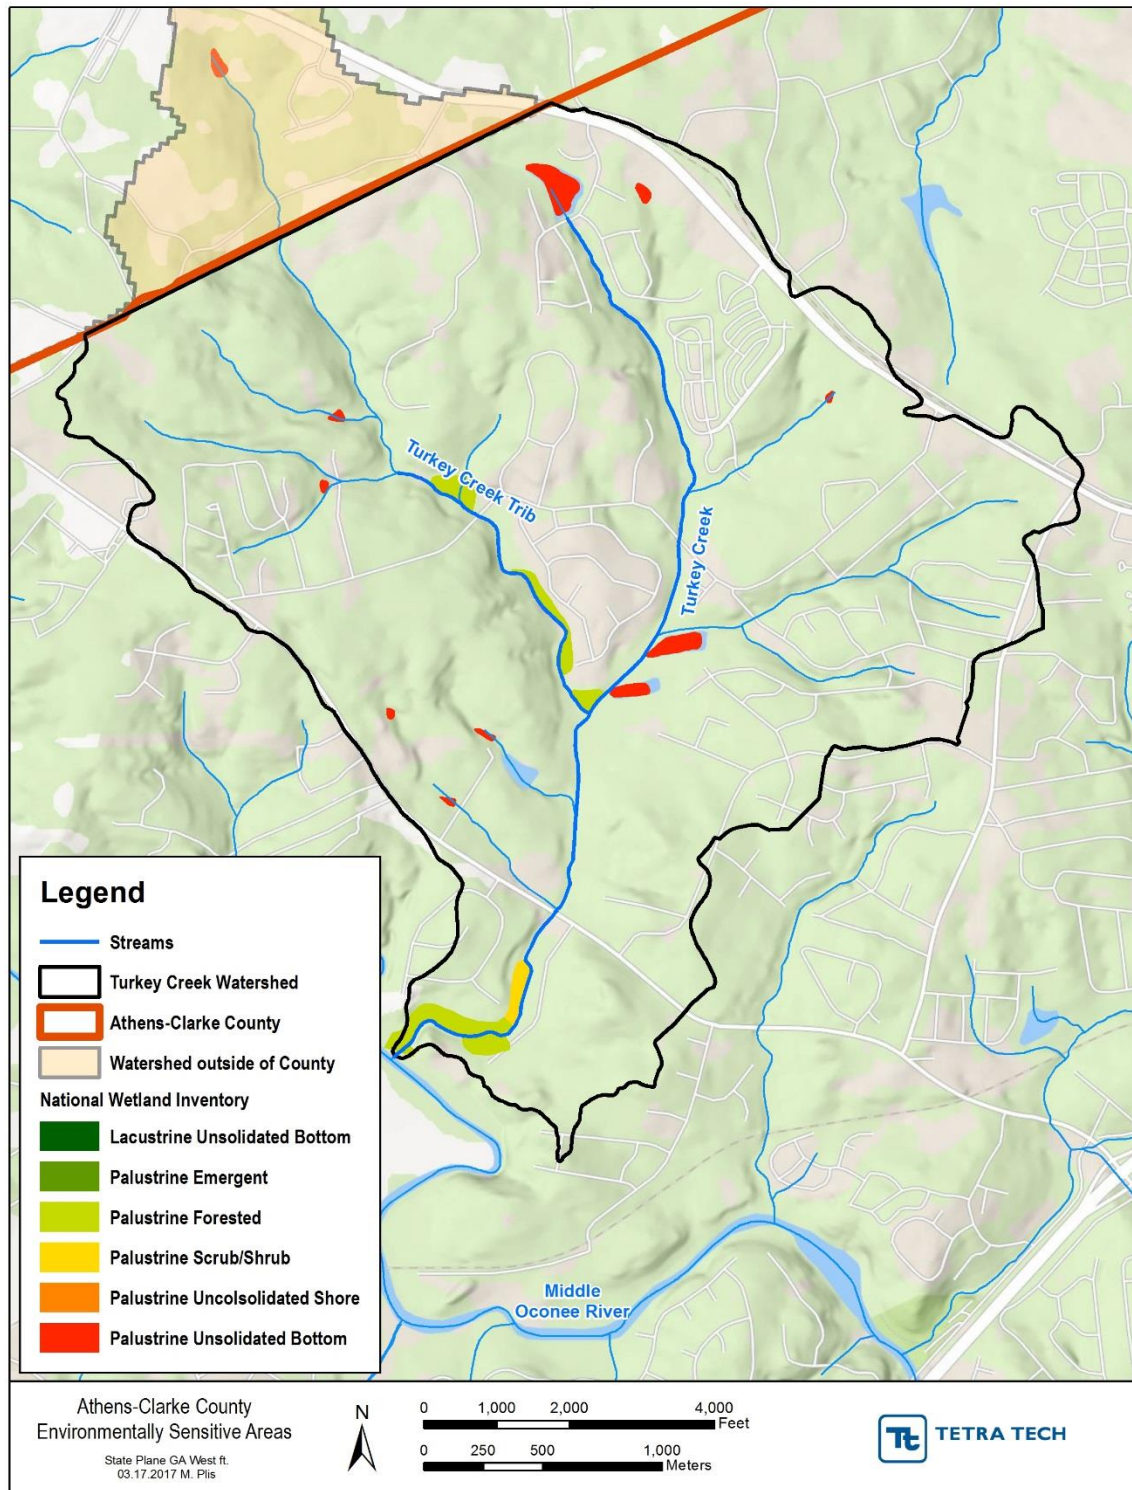 Turkey Creek Trib
Turkey Creek
Legend
Streams
Turkey Creek Watershed
Athens-Clarke County
Watershed outside of County
National Wetland Inventory
Lacustrine Unsolidated Bottom
Palustrine Emergent
Palustrine Forested
Palustrine Scrub/Shrub
Palustrine Uncolsolidated Shore
Palustrine Unsolidated Bottom
Middle
Oconee River
Athens-Clarke County
Environmentally Sensitive Areas
State Plane GA West ft.
03.17.2017 M. Plis
N
0 1,000 2,000 4,000
Feet
0 250 500 1,000
Meters
Tt TETRA TECH